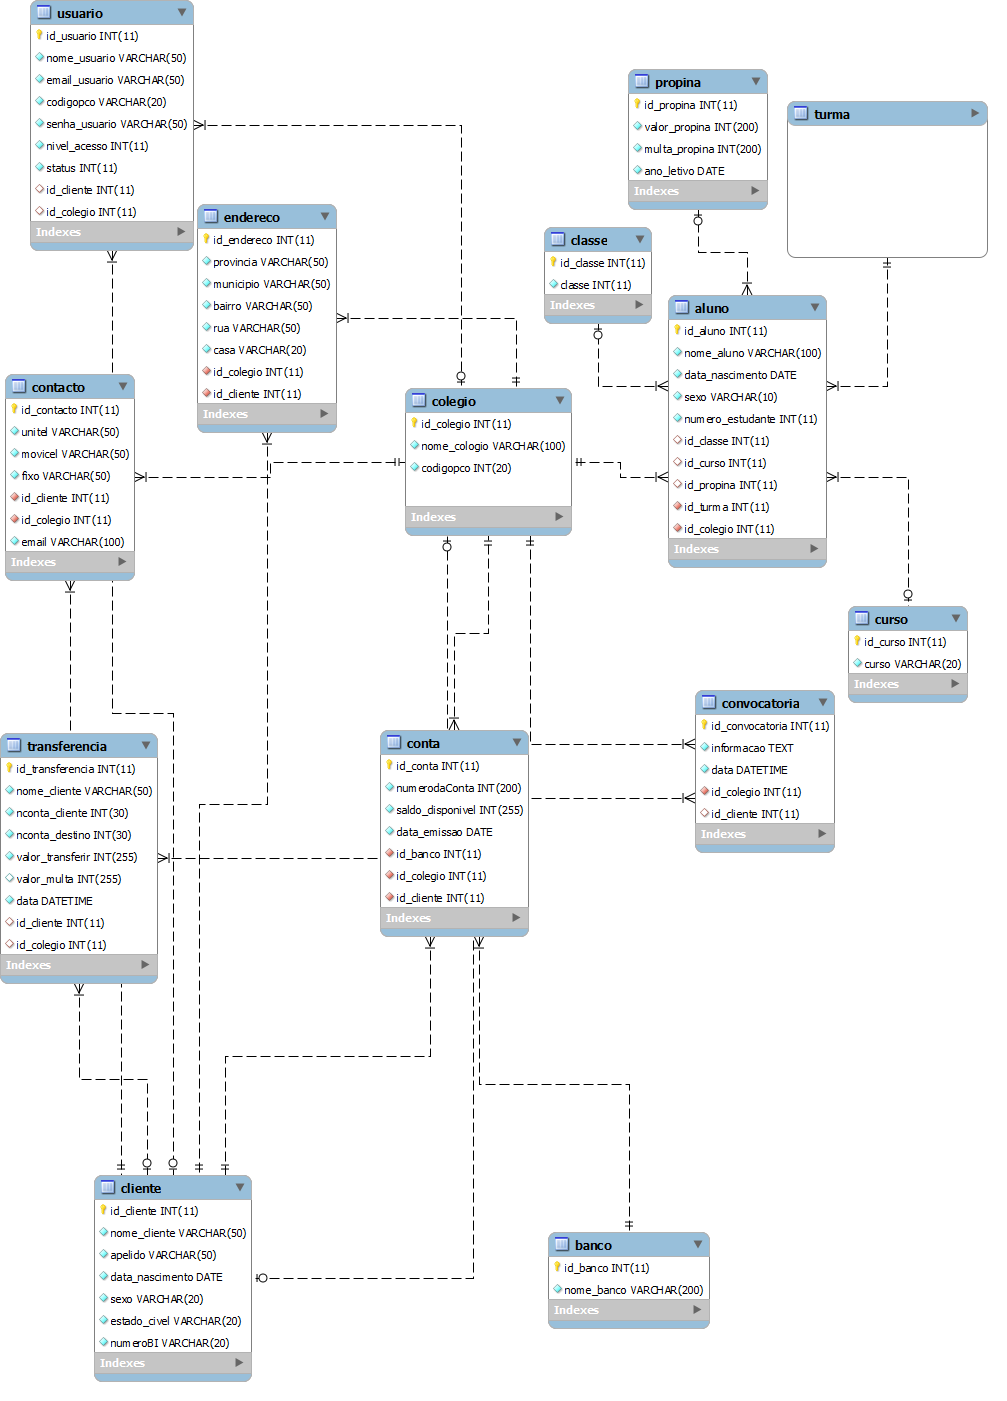 usuario
id_usuario INT(11)
nome_usuario VARCHAR(50)
email_usuario VARCHAR(50)
codigopco VARCHAR(20)
senha_usuario VARCHAR(50)
nivel_acesso INT(11)
status INT(11)
id_cliente INT(11)
id_colegio INT(11)
Indexes
propina
id_propina INT(11)
valor_propina INT(200)
multa_propina INT(200)
ano_letivo DATE
Indexes
turma
endereco
id_endereco INT(11)
provincia VARCHAR(50)
municipio VARCHAR(50)
bairro VARCHAR(50)
rua VARCHAR(50)
casa VARCHAR(20)
id_colegio INT(11)
id_cliente INT(11)
Indexes
classe
id_classe INT(11)
classe INT(11)
Indexes
aluno
id_aluno INT(11)
nome_aluno VARCHAR(100)
data_nascimento DATE
sexo VARCHAR(10)
numero_estudante INT(11)
id_classe INT(11)
id_curso INT(11)
id_propina INT(11)
id_turma INT(11)
id_colegio INT(11)
Indexes
contacto
id_contacto INT(11)
unitel VARCHAR(50)
movicel VARCHAR(50)
fixo VARCHAR(50)
id_cliente INT(11)
id_colegio INT(11)
email VARCHAR(100)
Indexes
colegio
id_colegio INT(11)
nome_cologio VARCHAR(100)
codigopco INT(20)
Indexes
curso
id_curso INT(11)
curso VARCHAR(20)
Indexes
convocatoria
id_convocatoria INT(11)
informacao TEXT
data DATETIME
id_colegio INT(11)
id_cliente INT(11)
Indexes
transferencia
id_transferencia INT(11)
nome_cliente VARCHAR(50)
nconta_cliente INT(30)
nconta_destino INT(30)
valor_transferir INT(255)
valor_multa INT(255)
data DATETIME
id_cliente INT(11)
id_colegio INT(11)
Indexes
conta
id_conta INT(11)
numerodaConta INT(200)
saldo_disponivel INT(255)
data_emissao DATE
id_banco INT(11)
id_colegio INT(11)
id_cliente INT(11)
Indexes
cliente
id_cliente INT(11)
nome_cliente VARCHAR(50)
apelido VARCHAR(50)
data_nascimento DATE
sexo VARCHAR(20)
estado_civel VARCHAR(20)
numeroBI VARCHAR(20)
Indexes
banco
id_banco INT(11)
nome_banco VARCHAR(200)
Indexes